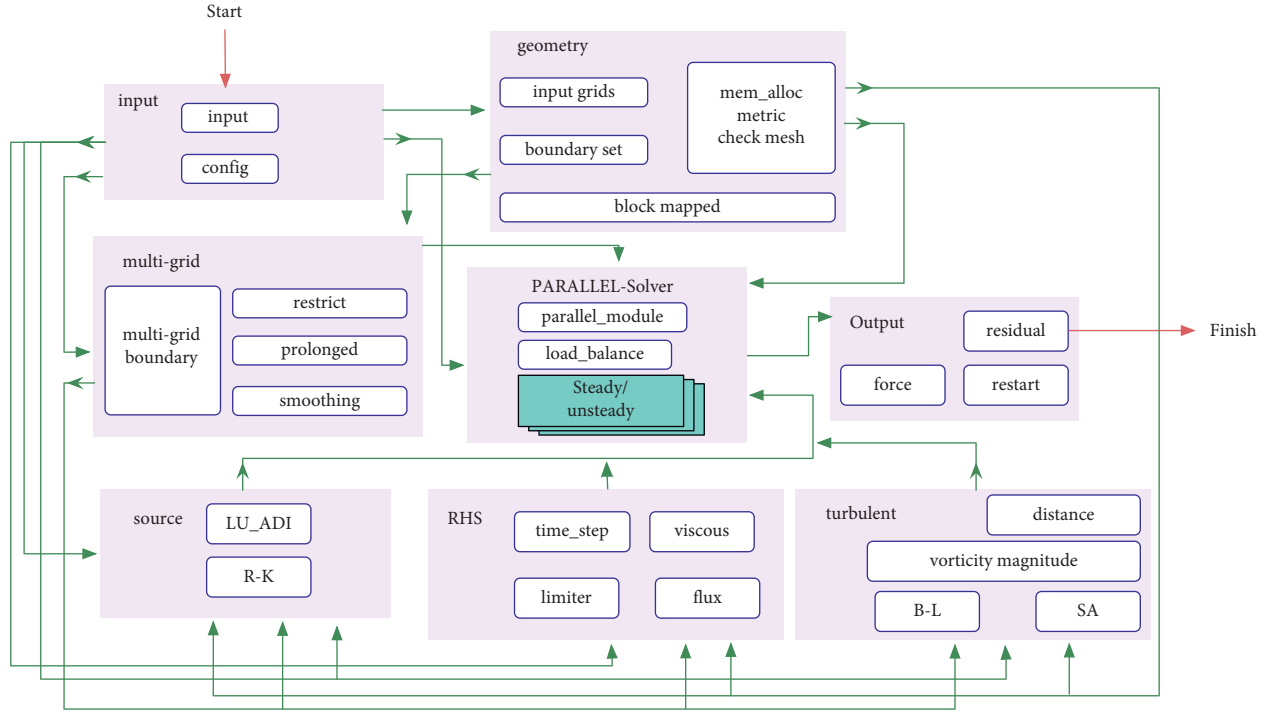 Start
input
input
config
geometry
input grids
boundary set
mem_alloc
metric
check mesh
block mapped
multi-grid
multi-grid
boundary
restrict
prolonged
smoothing
PARALLEL-Solver
parallel_module
load_balance
Steady/
unsteady
Output
residual
force
restart
Finish
source
LU_ADI
R-K
RHS
time_step
viscous
limiter
flux
turbulent
distance
vorticity magnitude
B-L
SA